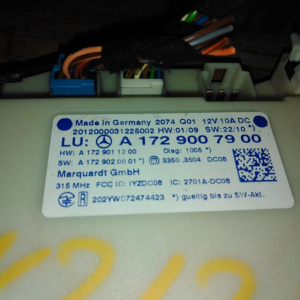 Made in Germany 2074 Q01 12V 10A DC
2012000031225002 HW:01/09 SW:22/10 *)
LU: A 172 900 79 00
HW: A 172 901 12 00 Diag: 1005 *)
SW: A 172 902 00 01 *) 3350.3504 DC08
Marquardt GmbH
315 MHz FCC ID: IYZDC08 IC: 2701A-DC08
202YW072474423 *) gueltig bis zu SW-Akt.